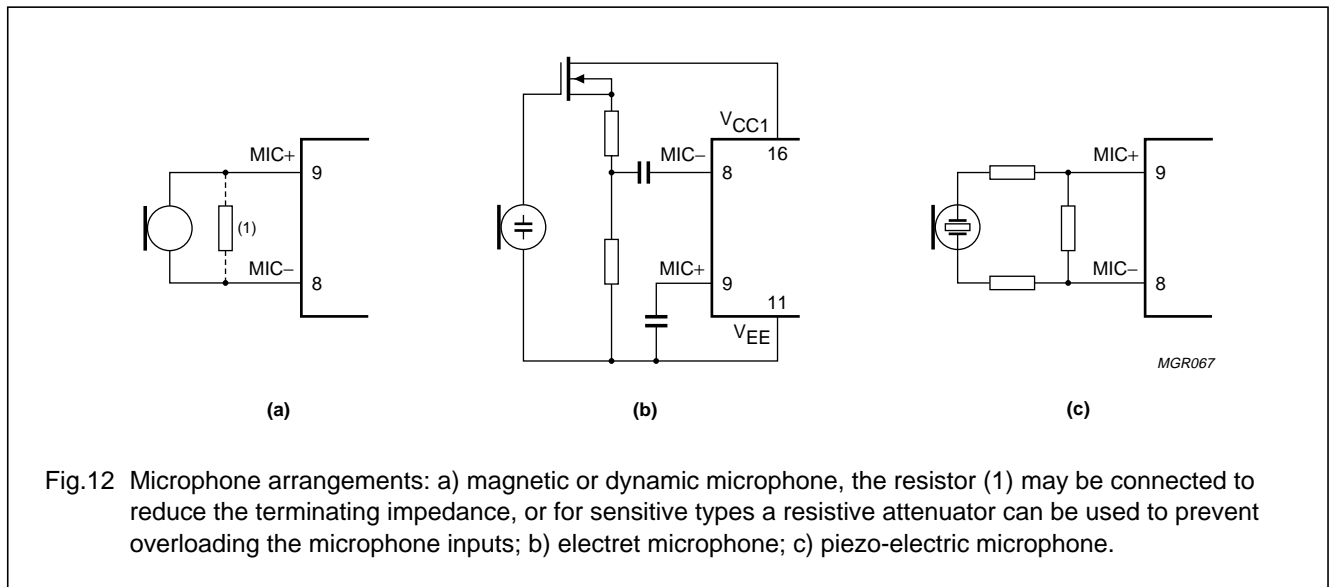 MIC+
9
(1)
MIC−
8
(a)
VCC1
16
MIC−
8
MIC+
9
11
VEE
(b)
MIC+
9
MIC−
8
MGR067
(c)
Fig.12 Microphone arrangements: a) magnetic or dynamic microphone, the resistor (1) may be connected to
reduce the terminating impedance, or for sensitive types a resistive attenuator can be used to prevent
overloading the microphone inputs; b) electret microphone; c) piezo-electric microphone.